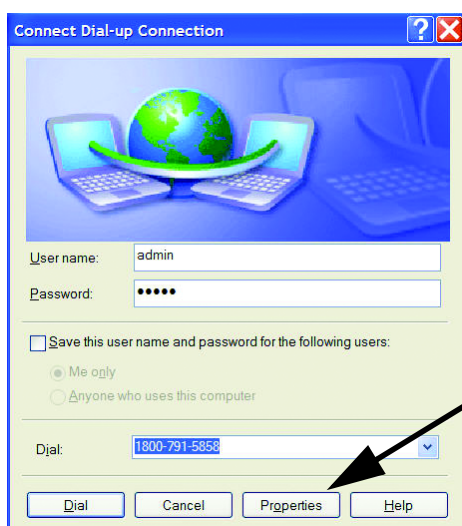 Connect Dial-up Connection
User name: admin
Password: •••••
Save this user name and password for the following users:
Me only
Anyone who uses this computer
Dial: 1800-791-5858
Dial Cancel Properties Help